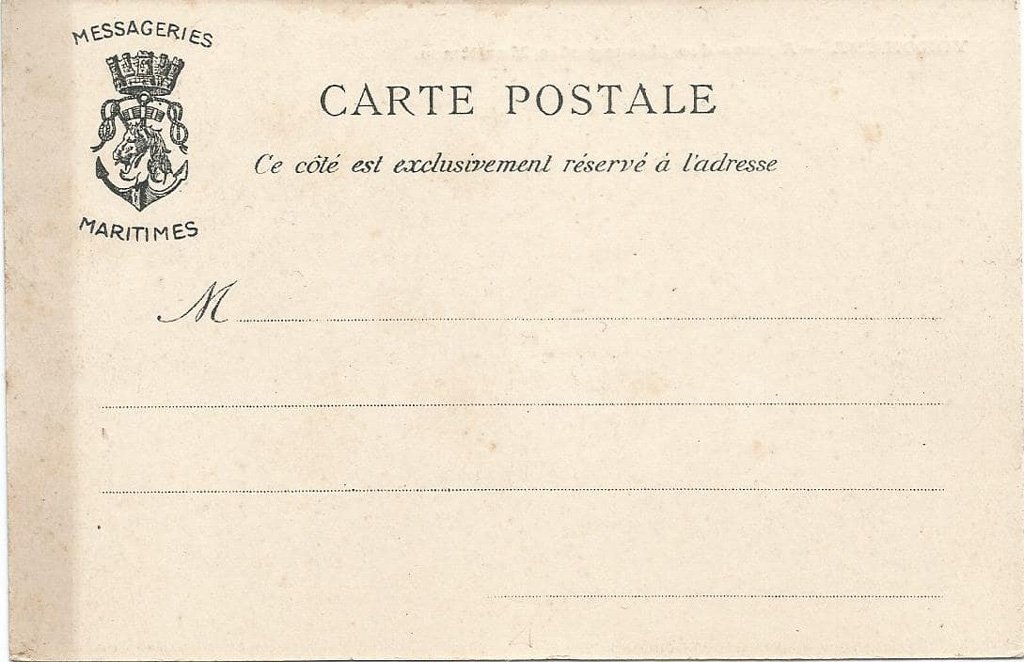 MESSAGERIES
MARITIMES
CARTE POSTALE
Ce côté est exclusivement réservé à l'adresse
M